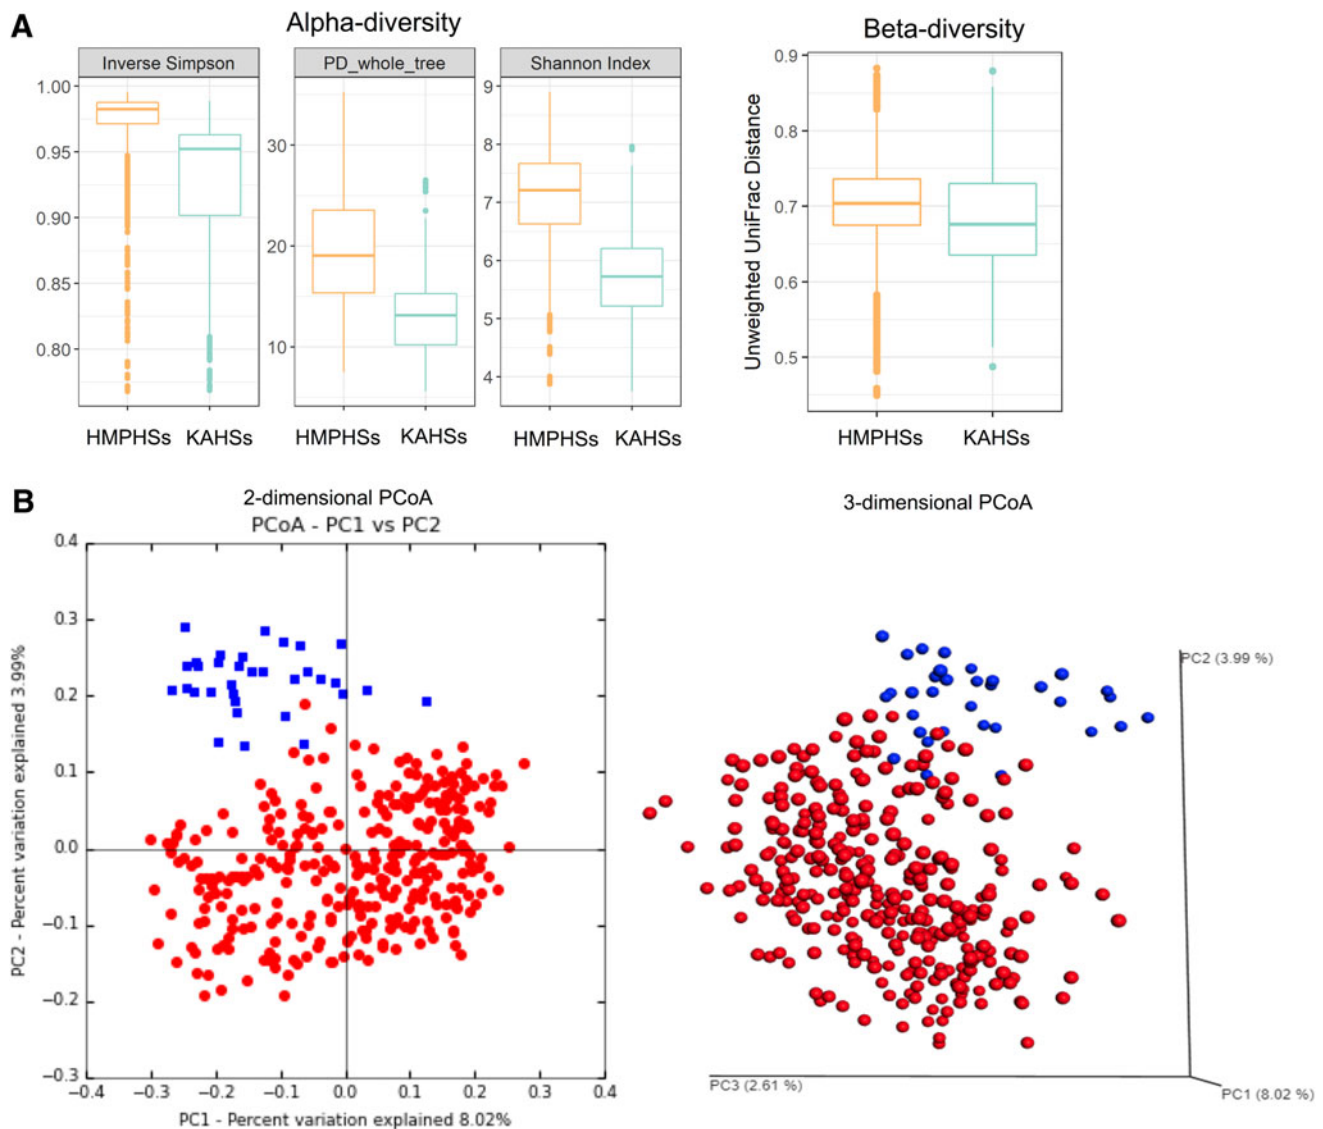 A
Alpha-diversity
Beta-diversity
Inverse Simpson
PD_whole_tree
Shannon Index
1.00
0.95
0.90
0.85
0.80
30
20
10
9
8
7
6
5
4
Unweighted UniFrac Distance
0.9
0.8
0.7
0.6
0.5
HMPHSs KAHSs
HMPHSs KAHSs
HMPHSs KAHSs
HMPHSs KAHSs
B
2-dimensional PCoA
PCoA - PC1 vs PC2
3-dimensional PCoA
PC2 - Percent variation explained 3.99%
0.4
0.3
0.2
0.1
0.0
−0.1
−0.2
−0.3
−0.4 −0.3 −0.2 −0.1 0.0 0.1 0.2 0.3 0.4
PC1 - Percent variation explained 8.02%
PC2 (3.99 %)
PC3 (2.61 %)
PC1 (8.02 %)